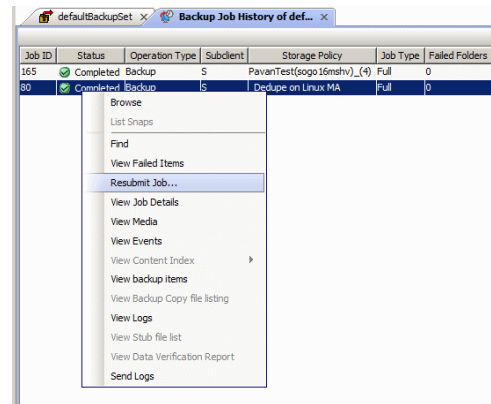 defaultBackupSet Backup Job History of def...
Job ID Status Operation Type Subclient Storage Policy Job Type Failed Folders
165 Completed Backup S PavanTest(sogo16mshv)_(4) Full 0
80 Completed Backup S Dedupe on Linux MA Full 0
Browse
List Snaps
Find
View Failed Items
Resubmit Job...
View Job Details
View Media
View Events
View Content Index
View backup items
View Backup Copy file listing
View Logs
View Stub file list
View Data Verification Report
Send Logs